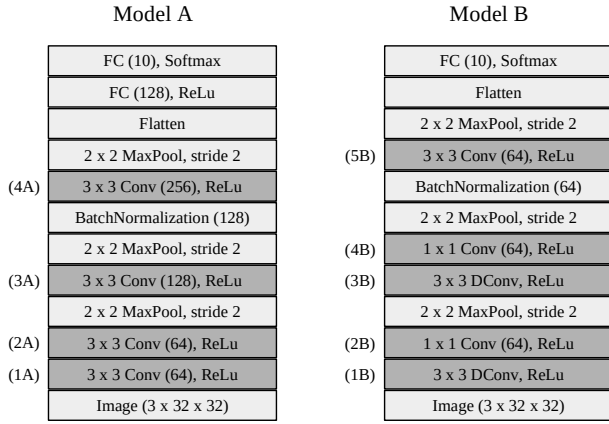 Model A
FC (10), Softmax
FC (128), ReLu
Flatten
2 x 2 MaxPool, stride 2
(4A) 3 x 3 Conv (256), ReLu
BatchNormalization (128)
2 x 2 MaxPool, stride 2
(3A) 3 x 3 Conv (128), ReLu
2 x 2 MaxPool, stride 2
(2A) 3 x 3 Conv (64), ReLu
(1A) 3 x 3 Conv (64), ReLu
Image (3 x 32 x 32)
Model B
FC (10), Softmax
Flatten
2 x 2 MaxPool, stride 2
(5B) 3 x 3 Conv (64), ReLu
BatchNormalization (64)
2 x 2 MaxPool, stride 2
(4B) 1 x 1 Conv (64), ReLu
(3B) 3 x 3 DConv, ReLu
2 x 2 MaxPool, stride 2
(2B) 1 x 1 Conv (64), ReLu
(1B) 3 x 3 DConv, ReLu
Image (3 x 32 x 32)